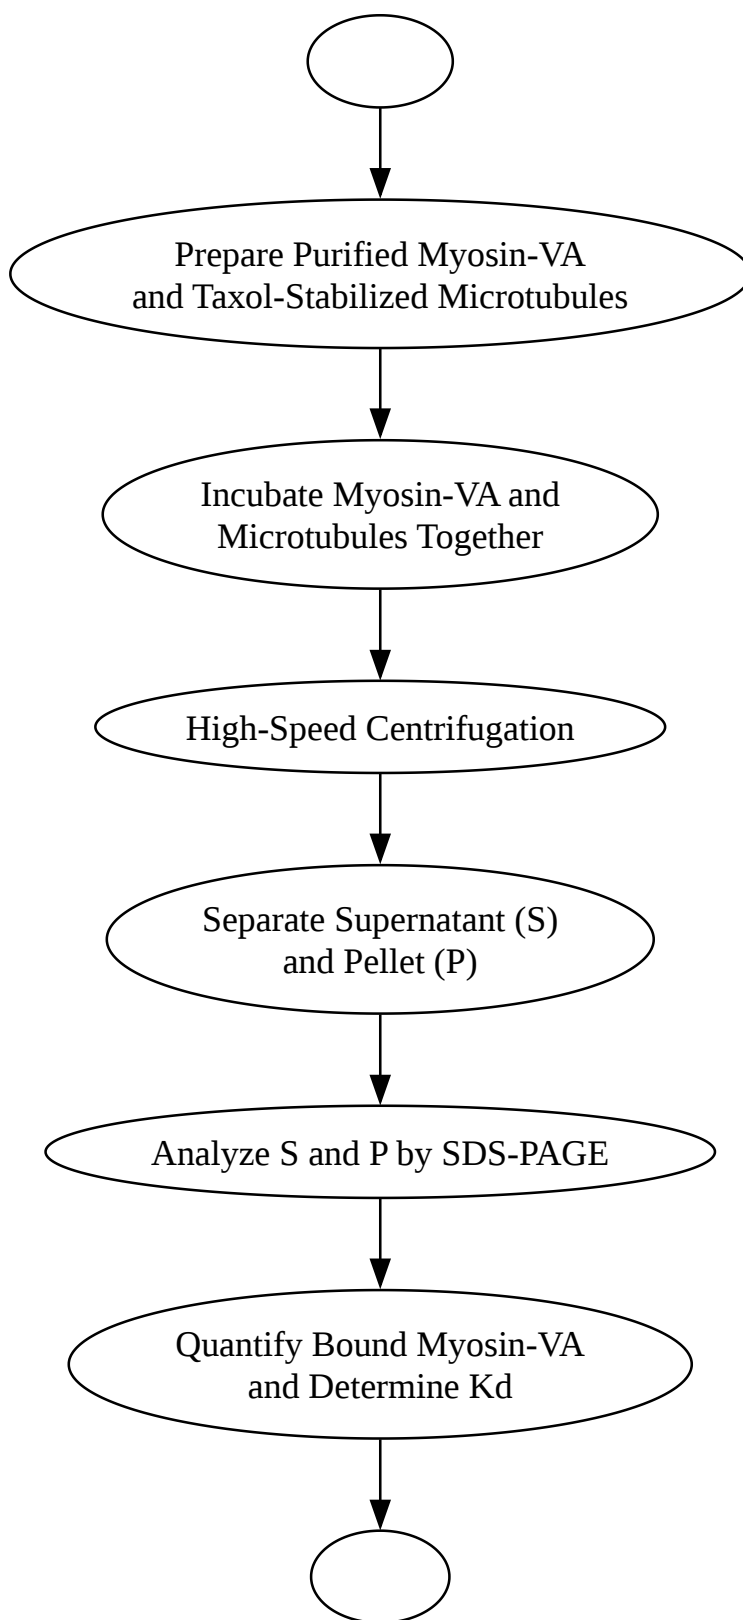 Prepare Purified Myosin-VA
and Taxol-Stabilized Microtubules
Incubate Myosin-VA and
Microtubules Together
High-Speed Centrifugation
Separate Supernatant (S)
and Pellet (P)
Analyze S and P by SDS-PAGE
Quantify Bound Myosin-VA
and Determine Kd